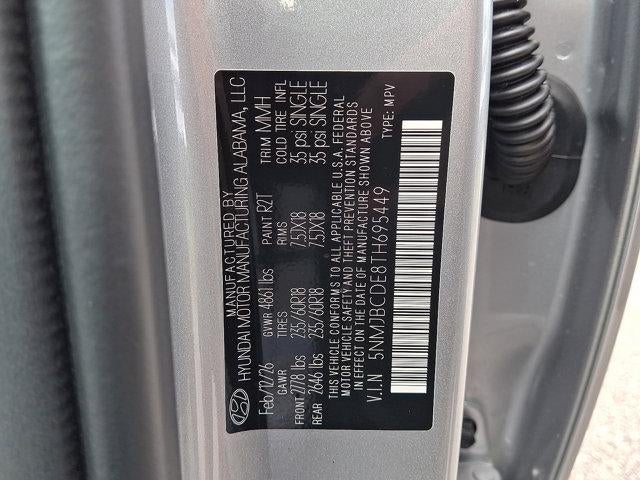 MANUFACTURED BY
HYUNDAI MOTOR MANUFACTURING ALABAMA, LLC
Feb/12/26 GVWR 4861 lbs PAINT R2T TRIM MMH
GAWR TIRES RIMS COLD TIRE INFL
FRONT 2778 lbs 235/60R18 7.5JX18 35 psi SINGLE
REAR 2646 lbs 235/60R18 7.5JX18 35 psi SINGLE
THIS VEHICLE CONFORMS TO ALL APPLICABLE U.S.A. FEDERAL
MOTOR VEHICLE SAFETY AND THEFT PREVENTION STANDARDS
IN EFFECT ON THE DATE OF MANUFACTURE SHOWN ABOVE
V.I.N 5NMJBCDE8TH695449 TYPE: MPV